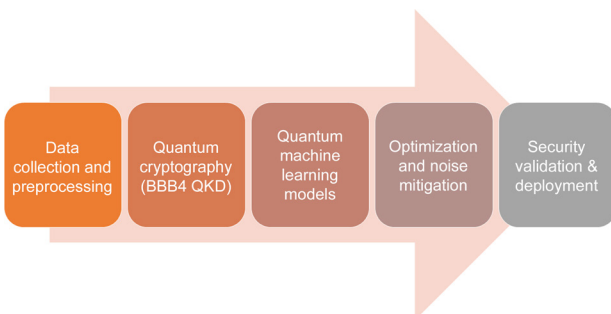 Data
collection and
preprocessing
Quantum
cryptography
(BBB4 QKD)
Quantum
machine
learning
models
Optimization
and noise
mitigation
Security
validation &
deployment